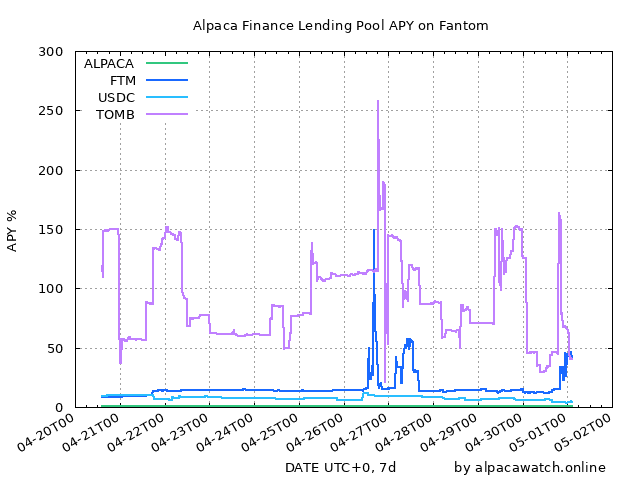 Alpaca Finance Lending Pool APY on Fantom
300
250
200
150
100
50
0
APY %
ALPACA
FTM
USDC
TOMB
04-20T00
04-21T00
04-22T00
04-23T00
04-24T00
04-25T00
04-26T00
04-27T00
04-28T00
04-29T00
04-30T00
05-01T00
05-02T00
DATE UTC+0, 7d
by alpacawatch.online